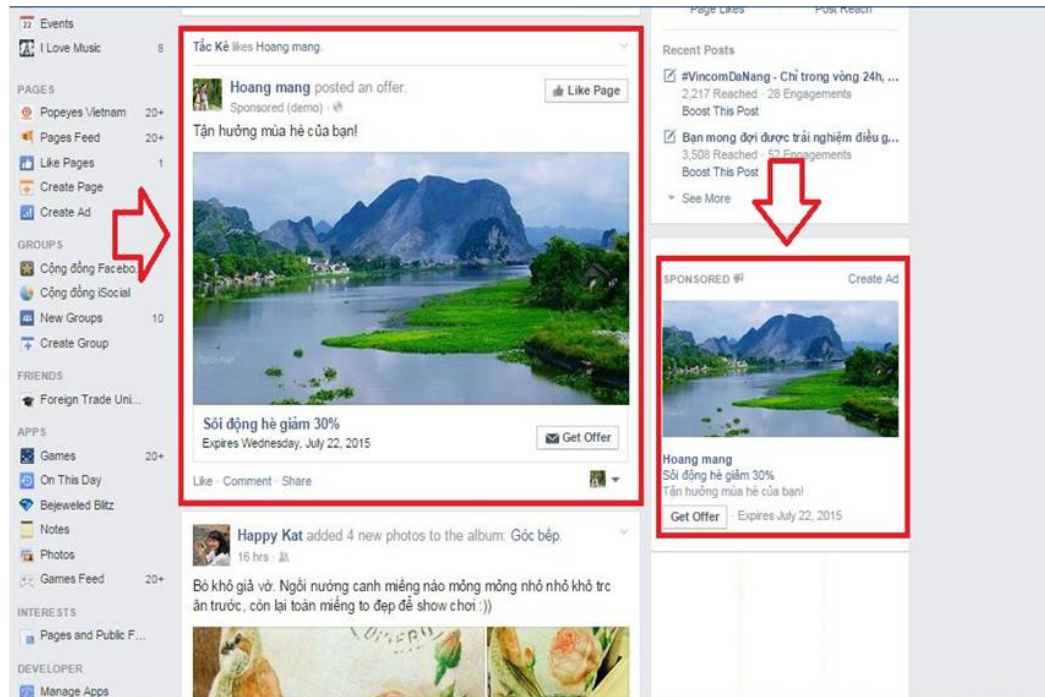 22 Events
I Love Music 8
PAGES
Popeyes Vietnam 20+
Pages Feed 20+
Like Pages 1
Create Page
Create Ad
GROUPS
Cộng đồng Facebo...
Cộng đồng iSocial
New Groups 10
Create Group
FRIENDS
Foreign Trade Uni...
APPS
Games 20+
On This Day
Bejeweled Blitz
Notes
Photos
Games Feed 20+
INTERESTS
Pages and Public F...
DEVELOPER
Manage Apps
Tắc Kè likes Hoang mang.
Hoang mang posted an offer.
Like Page
Sponsored (demo) ·
Tận hưởng mùa hè của bạn!
Sôi động hè giảm 30%
Expires Wednesday, July 22, 2015
Get Offer
Like · Comment · Share
Happy Kat added 4 new photos to the album: Góc bếp.
16 hrs ·
Bò khô giả vờ. Ngồi nướng canh miếng nào mỏng mỏng nhỏ nhỏ khô trc
ăn trước, còn lại toàn miếng to đẹp để show chơi :))
Page Likes Post Reach
Recent Posts
#VincomDaNang - Chỉ trong vòng 24h, ...
2,217 Reached · 28 Engagements
Boost This Post
Bạn mong đợi được trải nghiệm điều g...
3,508 Reached · 52 Engagements
Boost This Post
See More
SPONSORED Create Ad
Hoang mang
Sôi động hè giảm 30%
Tận hưởng mùa hè của bạn!
Get Offer · Expires July 22, 2015